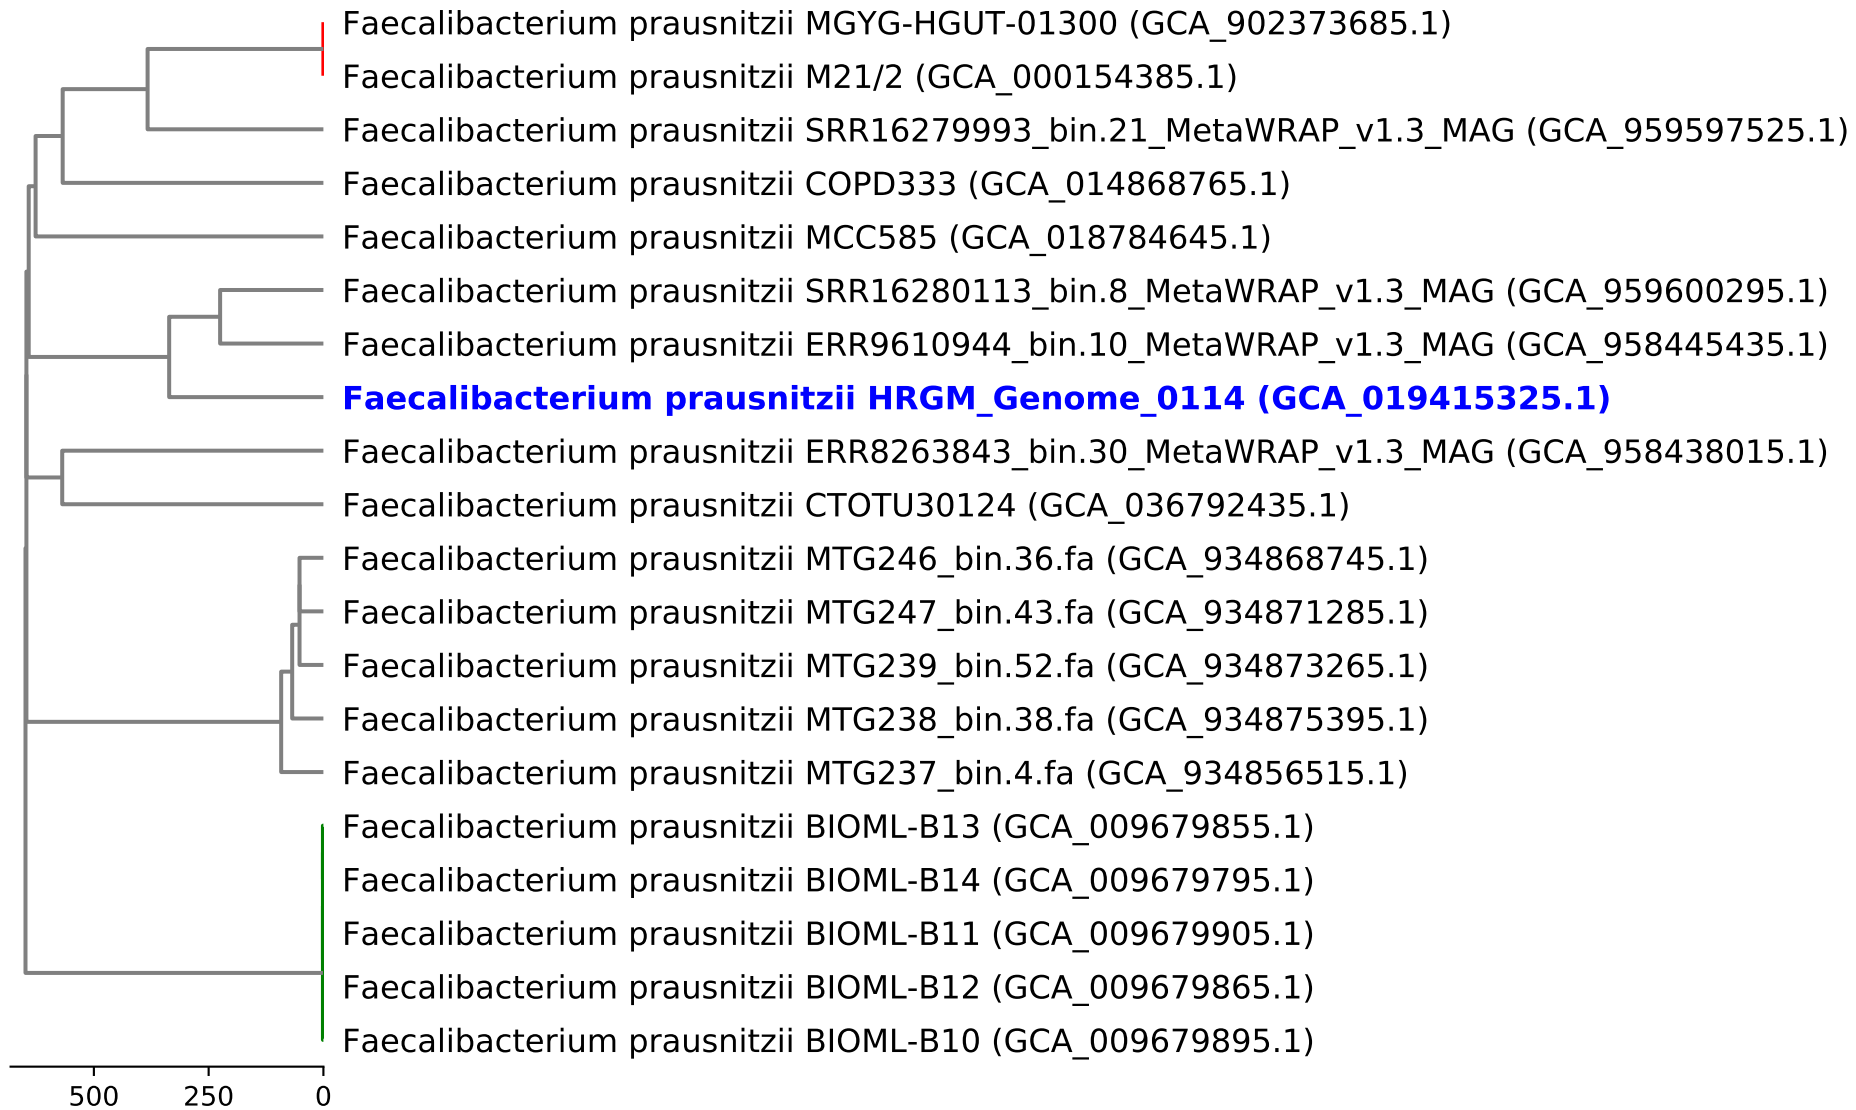 Faecalibacterium prausnitzii MGYG-HGUT-01300 (GCA_902373685.1)
Faecalibacterium prausnitzii M21/2 (GCA_000154385.1)
Faecalibacterium prausnitzii SRR16279993_bin.21_MetaWRAP_v1.3_MAG (GCA_959597525.1)
Faecalibacterium prausnitzii COPD333 (GCA_014868765.1)
Faecalibacterium prausnitzii MCC585 (GCA_018784645.1)
Faecalibacterium prausnitzii SRR16280113_bin.8_MetaWRAP_v1.3_MAG (GCA_959600295.1)
Faecalibacterium prausnitzii ERR9610944_bin.10_MetaWRAP_v1.3_MAG (GCA_958445435.1)
Faecalibacterium prausnitzii HRGM_Genome_0114 (GCA_019415325.1)
Faecalibacterium prausnitzii ERR8263843_bin.30_MetaWRAP_v1.3_MAG (GCA_958438015.1)
Faecalibacterium prausnitzii CTOTU30124 (GCA_036792435.1)
Faecalibacterium prausnitzii MTG246_bin.36.fa (GCA_934868745.1)
Faecalibacterium prausnitzii MTG247_bin.43.fa (GCA_934871285.1)
Faecalibacterium prausnitzii MTG239_bin.52.fa (GCA_934873265.1)
Faecalibacterium prausnitzii MTG238_bin.38.fa (GCA_934875395.1)
Faecalibacterium prausnitzii MTG237_bin.4.fa (GCA_934856515.1)
Faecalibacterium prausnitzii BIOML-B13 (GCA_009679855.1)
Faecalibacterium prausnitzii BIOML-B14 (GCA_009679795.1)
Faecalibacterium prausnitzii BIOML-B11 (GCA_009679905.1)
Faecalibacterium prausnitzii BIOML-B12 (GCA_009679865.1)
Faecalibacterium prausnitzii BIOML-B10 (GCA_009679895.1)
500 250 0